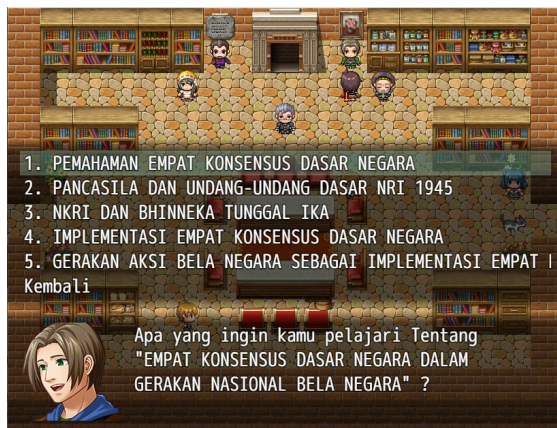 1. PEMAHAMAN EMPAT KONSENSUS DASAR NEGARA
2. PANCASILA DAN UNDANG-UNDANG DASAR NRI 1945
3. NKRI DAN BHINNEKA TUNGGAL IKA
4. IMPLEMENTASI EMPAT KONSENSUS DASAR NEGARA
5. GERAKAN AKSI BELA NEGARA SEBAGAI IMPLEMENTASI EMPAT
Kembali
Apa yang ingin kamu pelajari Tentang
"EMPAT KONSENSUS DASAR NEGARA DALAM
GERAKAN NASIONAL BELA NEGARA" ?